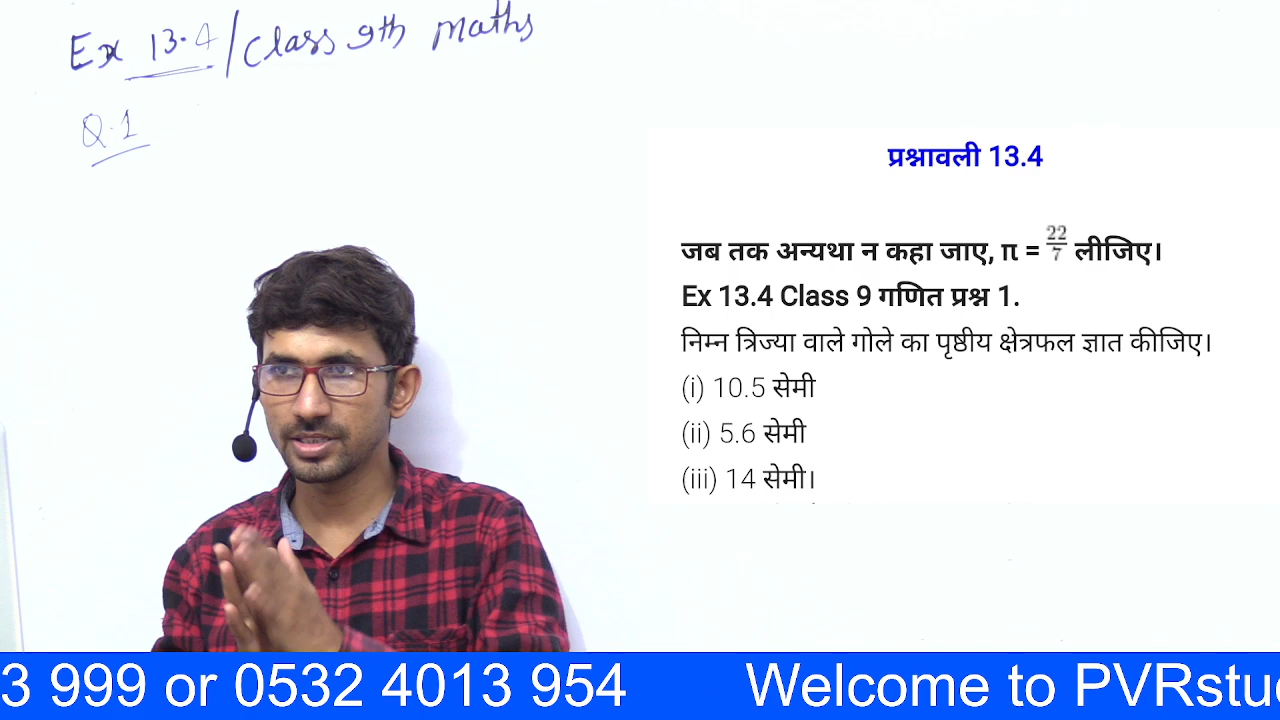 Ex 13.4 / Class 9th Maths
Q.1
प्रश्नावली 13.4
जब तक अन्यथा न कहा जाए, π = 22/7 लीजिए।
Ex 13.4 Class 9 गणित प्रश्न 1.
निम्न त्रिज्या वाले गोले का पृष्ठीय क्षेत्रफल ज्ञात कीजिए।
(i) 10.5 सेमी
(ii) 5.6 सेमी
(iii) 14 सेमी।
3 999 or 0532 4013 954 Welcome to PVRstu